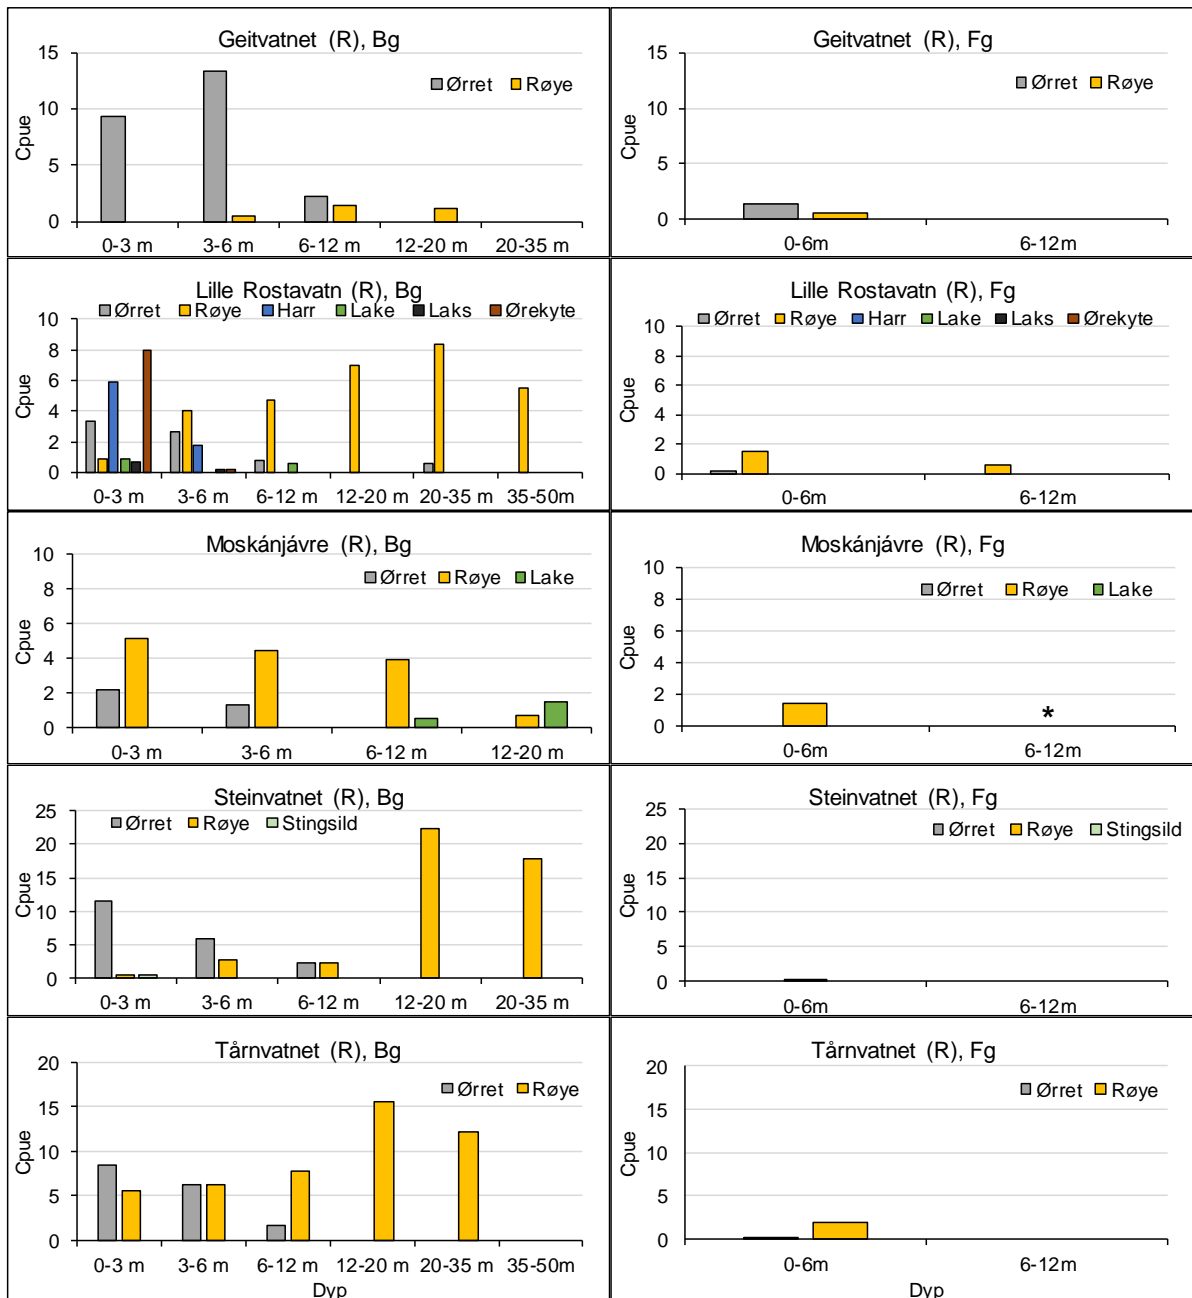 Geitvatnet (R), Bg
Ørret Røye
Cpue
15
10
5
0
0-3 m 3-6 m 6-12 m 12-20 m 20-35 m
Geitvatnet (R), Fg
Ørret Røye
Cpue
15
10
5
0
0-6m 6-12m
Lille Rostavatn (R), Bg
Ørret Røye Harr Lake Laks Ørekyte
Cpue
10
8
6
4
2
0
0-3 m 3-6 m 6-12 m 12-20 m 20-35 m 35-50m
Lille Rostavatn (R), Fg
Ørret Røye Harr Lake Laks Ørekyte
Cpue
10
8
6
4
2
0
0-6m 6-12m
Moskánjávre (R), Bg
Ørret Røye Lake
Cpue
10
8
6
4
2
0
0-3 m 3-6 m 6-12 m 12-20 m
Moskánjávre (R), Fg
Ørret Røye Lake
Cpue
10
8
6
4
2
0
*
0-6m 6-12m
Steinvatnet (R), Bg
Ørret Røye Stingsild
Cpue
25
20
15
10
5
0
0-3 m 3-6 m 6-12 m 12-20 m 20-35 m
Steinvatnet (R), Fg
Ørret Røye Stingsild
Cpue
25
20
15
10
5
0
0-6m 6-12m
Tårnvatnet (R), Bg
Ørret Røye
Cpue
20
15
10
5
0
0-3 m 3-6 m 6-12 m 12-20 m 20-35 m 35-50m
Dyp
Tårnvatnet (R), Fg
Ørret Røye
Cpue
20
15
10
5
0
0-6m 6-12m
Dyp